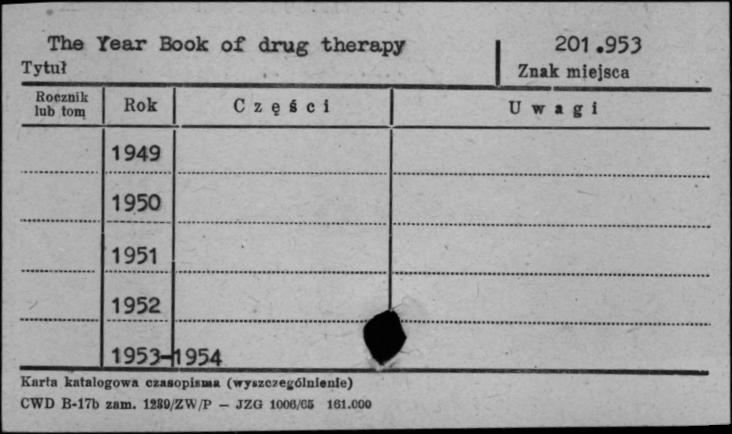 The Year Book of drug therapy 201.953
Tytuł Znak miejsca
Rocznik lub tom Rok Części Uwagi
1949
1950
1951
1952
1953-1954
Karta katalogowa czasopisma (wyszczególnienie)
CWD B-17b zam. 1289/ZW/P — JZG 1006/65 161.000